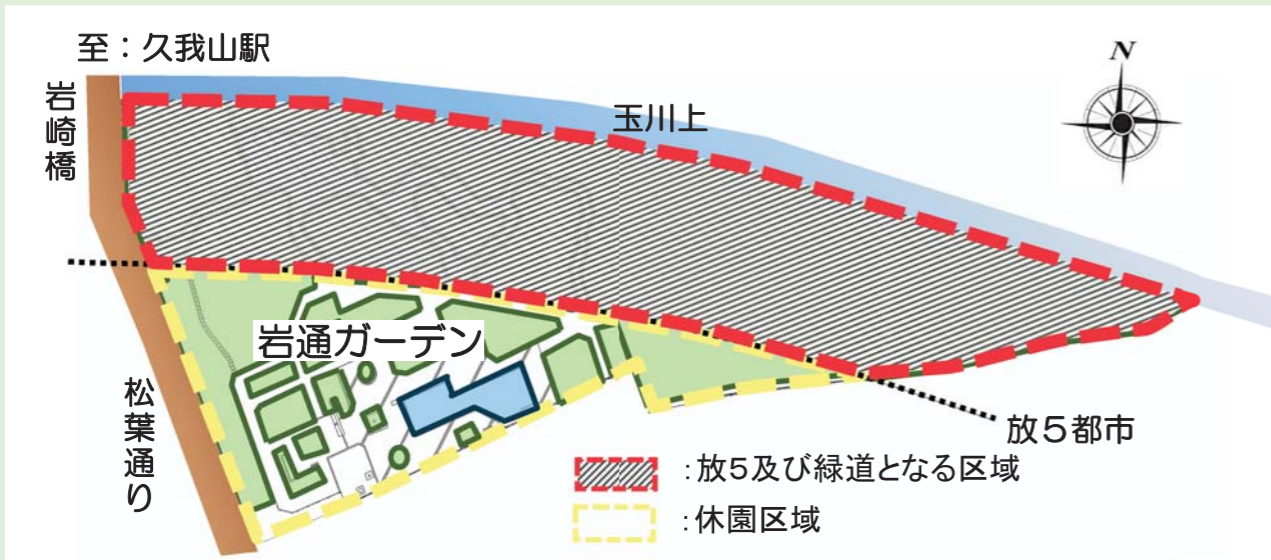 至：久我山駅
岩崎橋
玉川上
N
岩通ガーデン
松葉通り
放５都市
：放５及び緑道となる区域
：休園区域